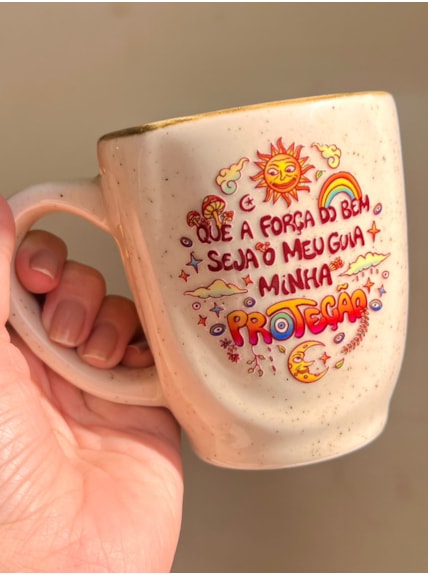 QUE A FORÇA DO BEM
SEJA O MEU GUIA
MINHA
PROTEÇÃO